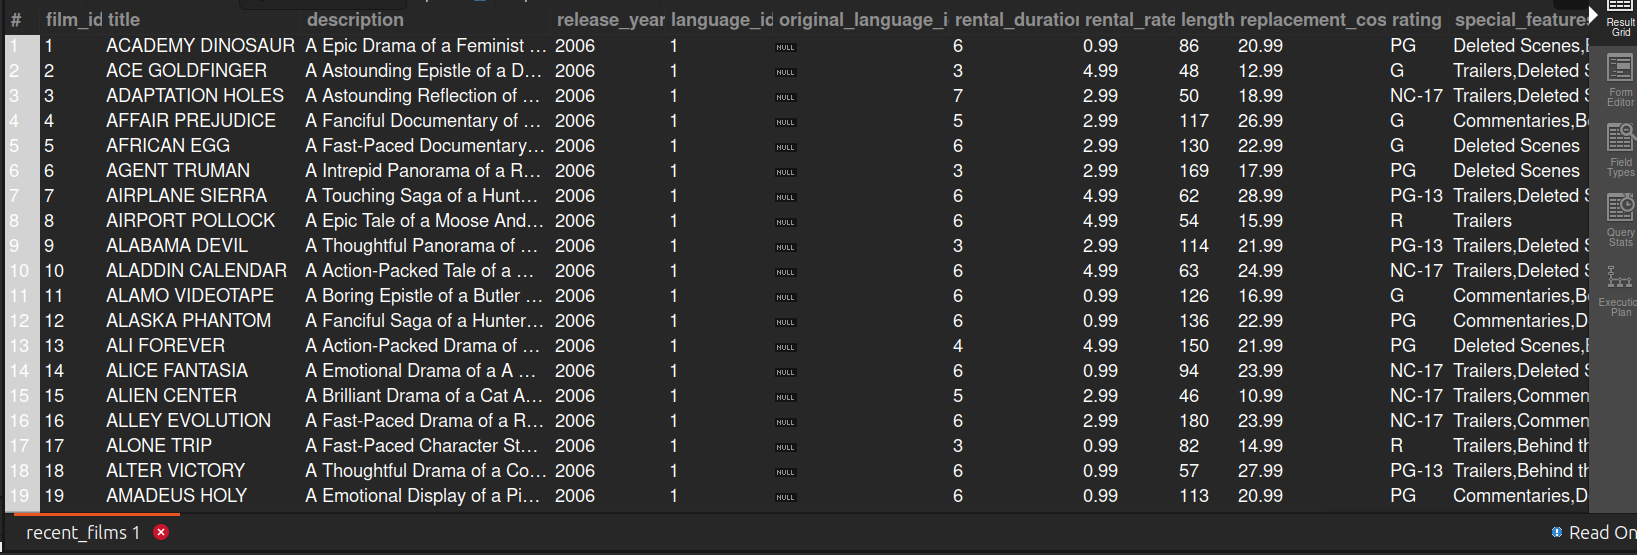 # film_id title description release_year language_id original_language_i rental_duration rental_rate length replacement_cos rating special_features
1 1 ACADEMY DINOSAUR A Epic Drama of a Feminist ... 2006 1 NULL 6 0.99 86 20.99 PG Deleted Scenes,
2 2 ACE GOLDFINGER A Astounding Epistle of a D... 2006 1 NULL 3 4.99 48 12.99 G Trailers,Deleted S
3 3 ADAPTATION HOLES A Astounding Reflection of ... 2006 1 NULL 7 2.99 50 18.99 NC-17 Trailers,Deleted S
4 4 AFFAIR PREJUDICE A Fanciful Documentary of ... 2006 1 NULL 5 2.99 117 26.99 G Commentaries,Be
5 5 AFRICAN EGG A Fast-Paced Documentary... 2006 1 NULL 6 2.99 130 22.99 G Deleted Scenes
6 6 AGENT TRUMAN A Intrepid Panorama of a R... 2006 1 NULL 3 2.99 169 17.99 PG Deleted Scenes
7 7 AIRPLANE SIERRA A Touching Saga of a Hunt... 2006 1 NULL 6 4.99 62 28.99 PG-13 Trailers,Deleted S
8 8 AIRPORT POLLOCK A Epic Tale of a Moose And... 2006 1 NULL 6 4.99 54 15.99 R Trailers
9 9 ALABAMA DEVIL A Thoughtful Panorama of ... 2006 1 NULL 3 2.99 114 21.99 PG-13 Trailers,Deleted S
10 10 ALADDIN CALENDAR A Action-Packed Tale of a ... 2006 1 NULL 6 4.99 63 24.99 NC-17 Trailers,Deleted S
11 11 ALAMO VIDEOTAPE A Boring Epistle of a Butler ... 2006 1 NULL 6 0.99 126 16.99 G Commentaries,Be
12 12 ALASKA PHANTOM A Fanciful Saga of a Hunter... 2006 1 NULL 6 0.99 136 22.99 PG Commentaries,D
13 13 ALI FOREVER A Action-Packed Drama of ... 2006 1 NULL 4 4.99 150 21.99 PG Deleted Scenes,
14 14 ALICE FANTASIA A Emotional Drama of a A ... 2006 1 NULL 6 0.99 94 23.99 NC-17 Trailers,Deleted S
15 15 ALIEN CENTER A Brilliant Drama of a Cat A... 2006 1 NULL 5 2.99 46 10.99 NC-17 Trailers,Commen
16 16 ALLEY EVOLUTION A Fast-Paced Drama of a R... 2006 1 NULL 6 2.99 180 23.99 NC-17 Trailers,Commen
17 17 ALONE TRIP A Fast-Paced Character St... 2006 1 NULL 3 0.99 82 14.99 R Trailers,Behind th
18 18 ALTER VICTORY A Thoughtful Drama of a Co... 2006 1 NULL 6 0.99 57 27.99 PG-13 Trailers,Behind th
19 19 AMADEUS HOLY A Emotional Display of a Pi... 2006 1 NULL 6 0.99 113 20.99 PG Commentaries,D
Result
Grid
Form
Editor
Field
Types
Query
Stats
Executio
Plan
recent_films 1
Read On